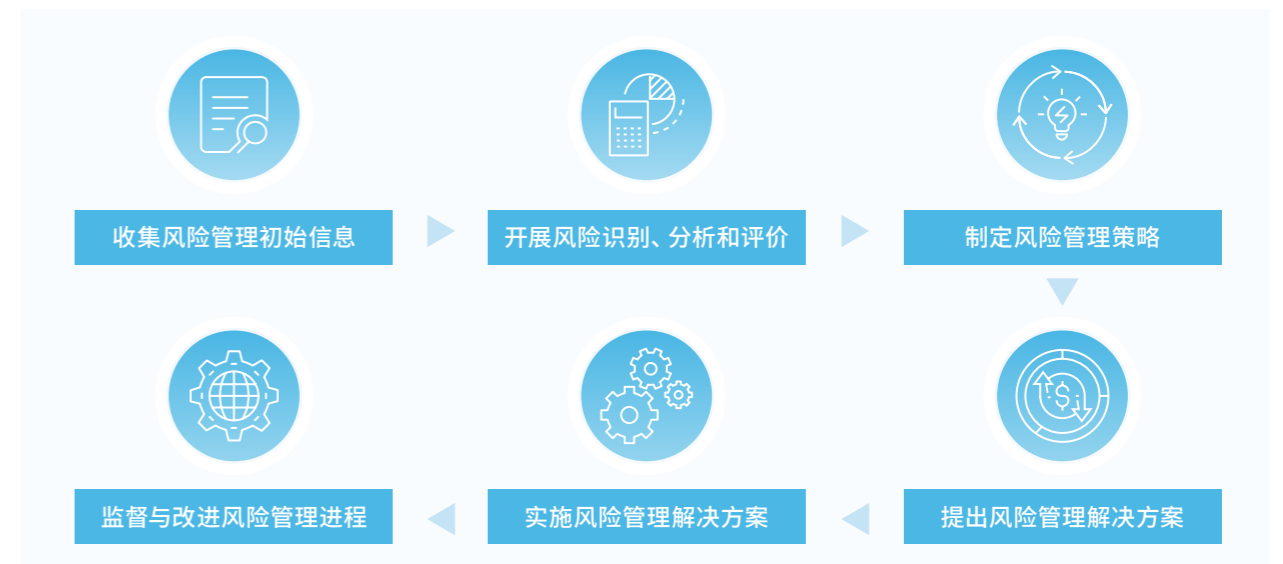 收集风险管理初始信息
开展风险识别、分析和评价
制定风险管理策略
提出风险管理解决方案
实施风险管理解决方案
监督与改进风险管理进程